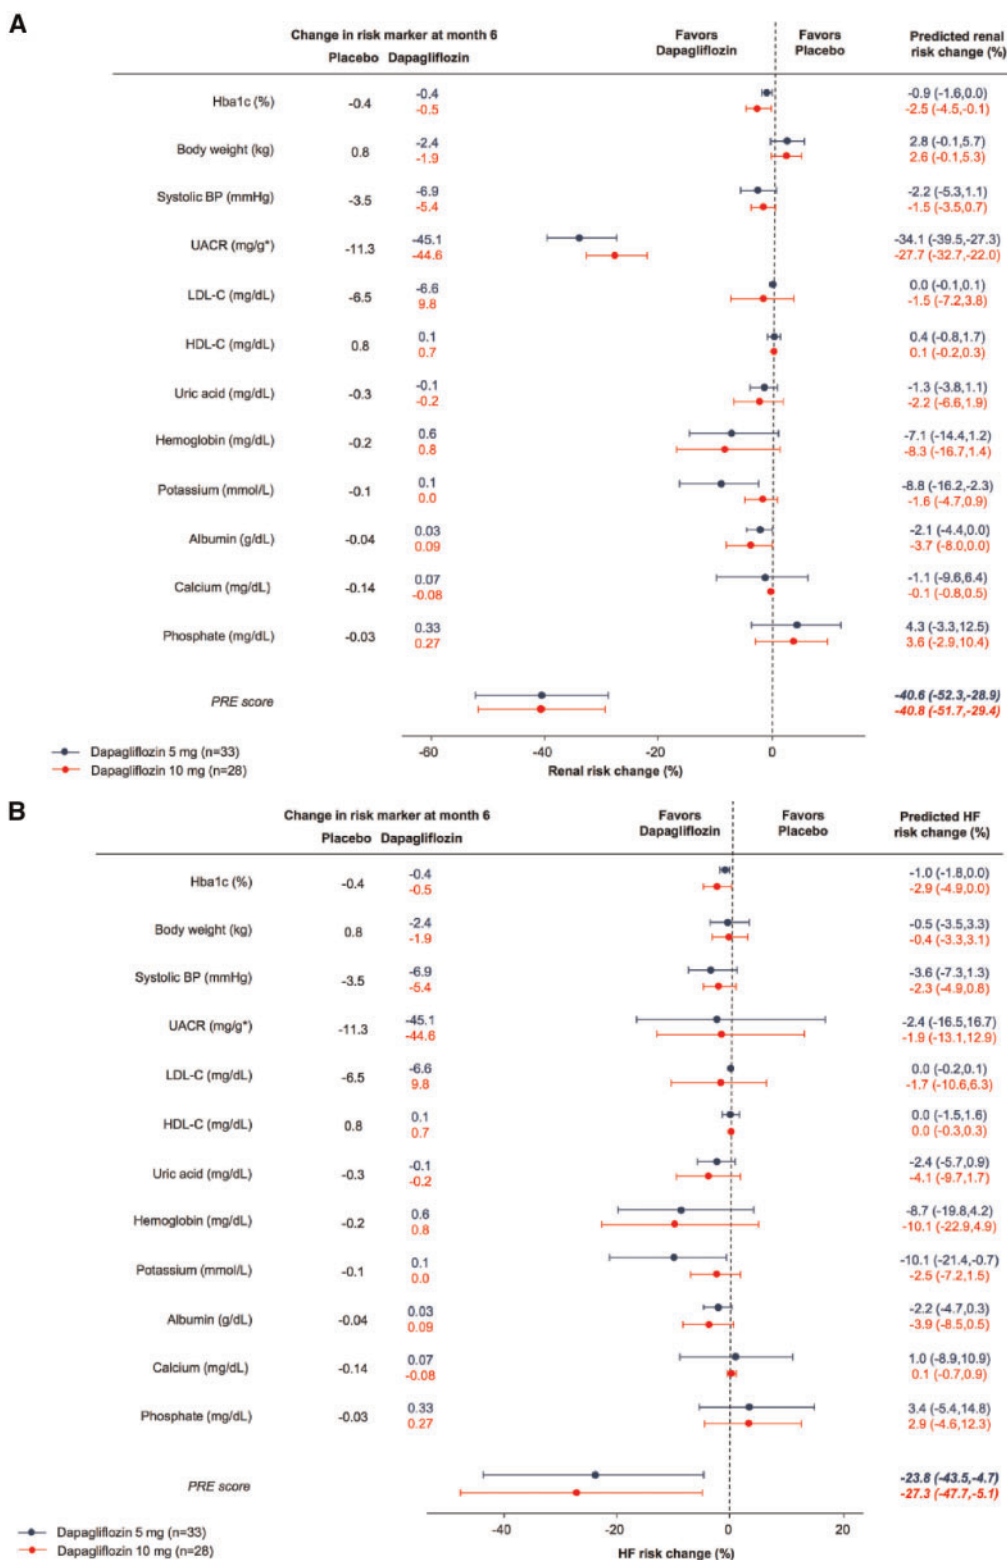 A
Change in risk marker at month 6 Favors Dapagliflozin Favors Placebo Predicted renal risk change (%)
Placebo Dapagliflozin
Hba1c (%) -0.4 -0.4 -0.9 (-1.6,0.0)
-0.5 -2.5 (-4.5,-0.1)
Body weight (kg) 0.8 -2.4 2.8 (-0.1,5.7)
-1.9 2.6 (-0.1,5.3)
Systolic BP (mmHg) -3.5 -6.9 -2.2 (-5.3,1.1)
-5.4 -1.5 (-3.5,0.7)
UACR (mg/g*) -11.3 -45.1 -34.1 (-39.5,-27.3)
-44.6 -27.7 (-32.7,-22.0)
LDL-C (mg/dL) -6.5 -6.6 0.0 (-0.1,0.1)
9.8 -1.5 (-7.2,3.8)
HDL-C (mg/dL) 0.8 0.1 0.4 (-0.8,1.7)
0.7 0.1 (-0.2,0.3)
Uric acid (mg/dL) -0.3 -0.1 -1.3 (-3.8,1.1)
-0.2 -2.2 (-6.6,1.9)
Hemoglobin (mg/dL) -0.2 0.6 -7.1 (-14.4,1.2)
0.8 -8.3 (-16.7,1.4)
Potassium (mmol/L) -0.1 0.1 -8.8 (-16.2,-2.3)
0.0 -1.6 (-4.7,0.9)
Albumin (g/dL) -0.04 0.03 -2.1 (-4.4,0.0)
0.09 -3.7 (-8.0,0.0)
Calcium (mg/dL) -0.14 0.07 -1.1 (-9.6,6.4)
-0.08 -0.1 (-0.8,0.5)
Phosphate (mg/dL) -0.03 0.33 4.3 (-3.3,12.5)
0.27 3.6 (-2.9,10.4)
PRE score -40.6 (-52.3,-28.9)
-40.8 (-51.7,-29.4)
Dapagliflozin 5 mg (n=33)
Dapagliflozin 10 mg (n=28)
-60 -40 -20 0
Renal risk change (%)
B
Change in risk marker at month 6 Favors Dapagliflozin Favors Placebo Predicted HF risk change (%)
Placebo Dapagliflozin
Hba1c (%) -0.4 -0.4 -1.0 (-1.8,0.0)
-0.5 -2.9 (-4.9,0.0)
Body weight (kg) 0.8 -2.4 -0.5 (-3.5,3.3)
-1.9 -0.4 (-3.3,3.1)
Systolic BP (mmHg) -3.5 -6.9 -3.6 (-7.3,1.3)
-5.4 -2.3 (-4.9,0.8)
UACR (mg/g*) -11.3 -45.1 -2.4 (-16.5,16.7)
-44.6 -1.9 (-13.1,12.9)
LDL-C (mg/dL) -6.5 -6.6 0.0 (-0.2,0.1)
9.8 -1.7 (-10.6,6.3)
HDL-C (mg/dL) 0.8 0.1 0.0 (-1.5,1.6)
0.7 0.0 (-0.3,0.3)
Uric acid (mg/dL) -0.3 -0.1 -2.4 (-5.7,0.9)
-0.2 -4.1 (-9.7,1.7)
Hemoglobin (mg/dL) -0.2 0.6 -8.7 (-19.8,4.2)
0.8 -10.1 (-22.9,4.9)
Potassium (mmol/L) -0.1 0.1 -10.1 (-21.4,-0.7)
0.0 -2.5 (-7.2,1.5)
Albumin (g/dL) -0.04 0.03 -2.2 (-4.7,0.3)
0.09 -3.9 (-8.5,0.5)
Calcium (mg/dL) -0.14 0.07 1.0 (-8.9,10.9)
-0.08 0.1 (-0.7,0.9)
Phosphate (mg/dL) -0.03 0.33 3.4 (-5.4,14.8)
0.27 2.9 (-4.6,12.3)
PRE score -23.8 (-43.5,-4.7)
-27.3 (-47.7,-5.1)
Dapagliflozin 5 mg (n=33)
Dapagliflozin 10 mg (n=28)
-40 -20 0 20
HF risk change (%)